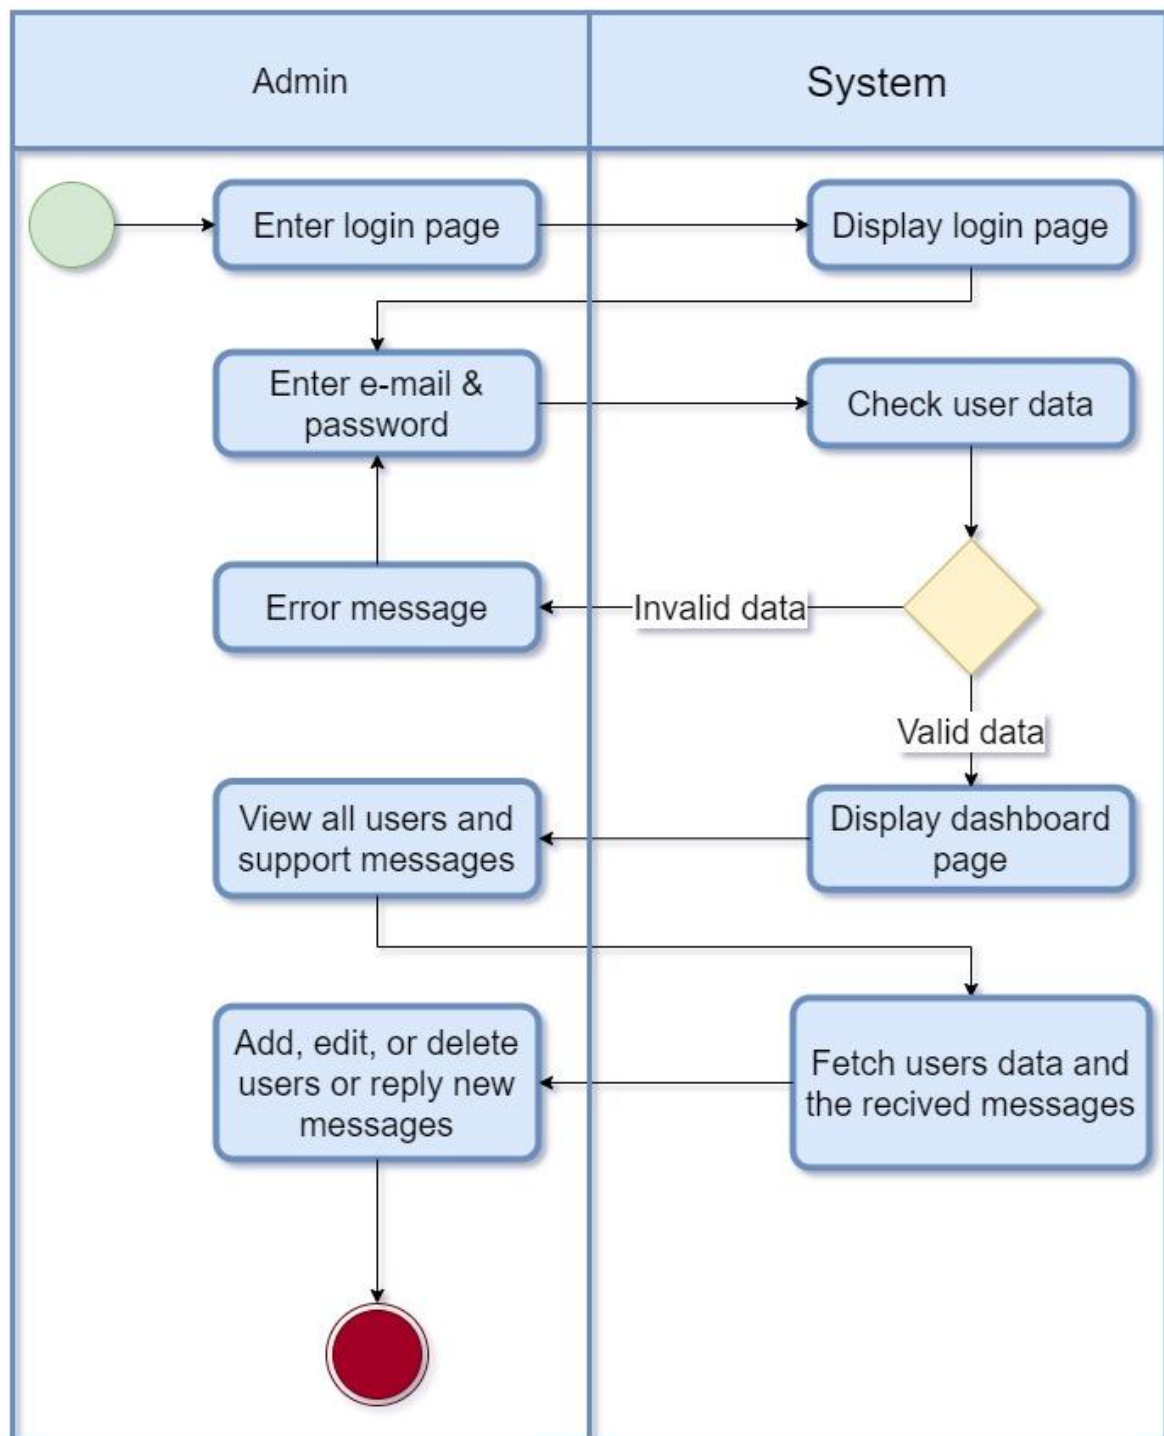 Admin
System
Enter login page
Display login page
Enter e-mail &
password
Check user data
Error message
Invalid data
Valid data
View all users and
support messages
Display dashboard
page
Add, edit, or delete
users or reply new
messages
Fetch users data and
the recived messages